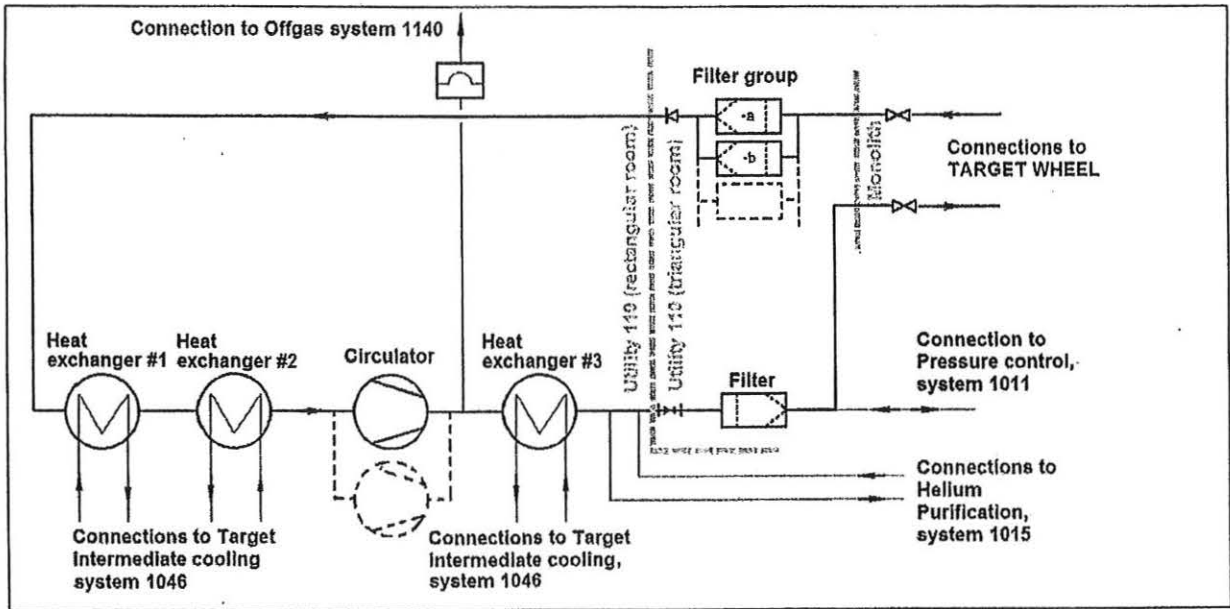 Connection to Offgas system 1140
Filter group
-a
-b
Connections to
TARGET WHEEL
Monolith
Utility 110 (rectangular room)
Utility 110 (triangular room)
Heat
exchanger #1
Heat
exchanger #2
Circulator
Heat
exchanger #3
Filter
Connection to
Pressure control,
system 1011
Connections to
Helium
Purification,
system 1015
Connections to Target
Intermediate cooling
system 1046
Connections to Target
Intermediate cooling,
system 1046